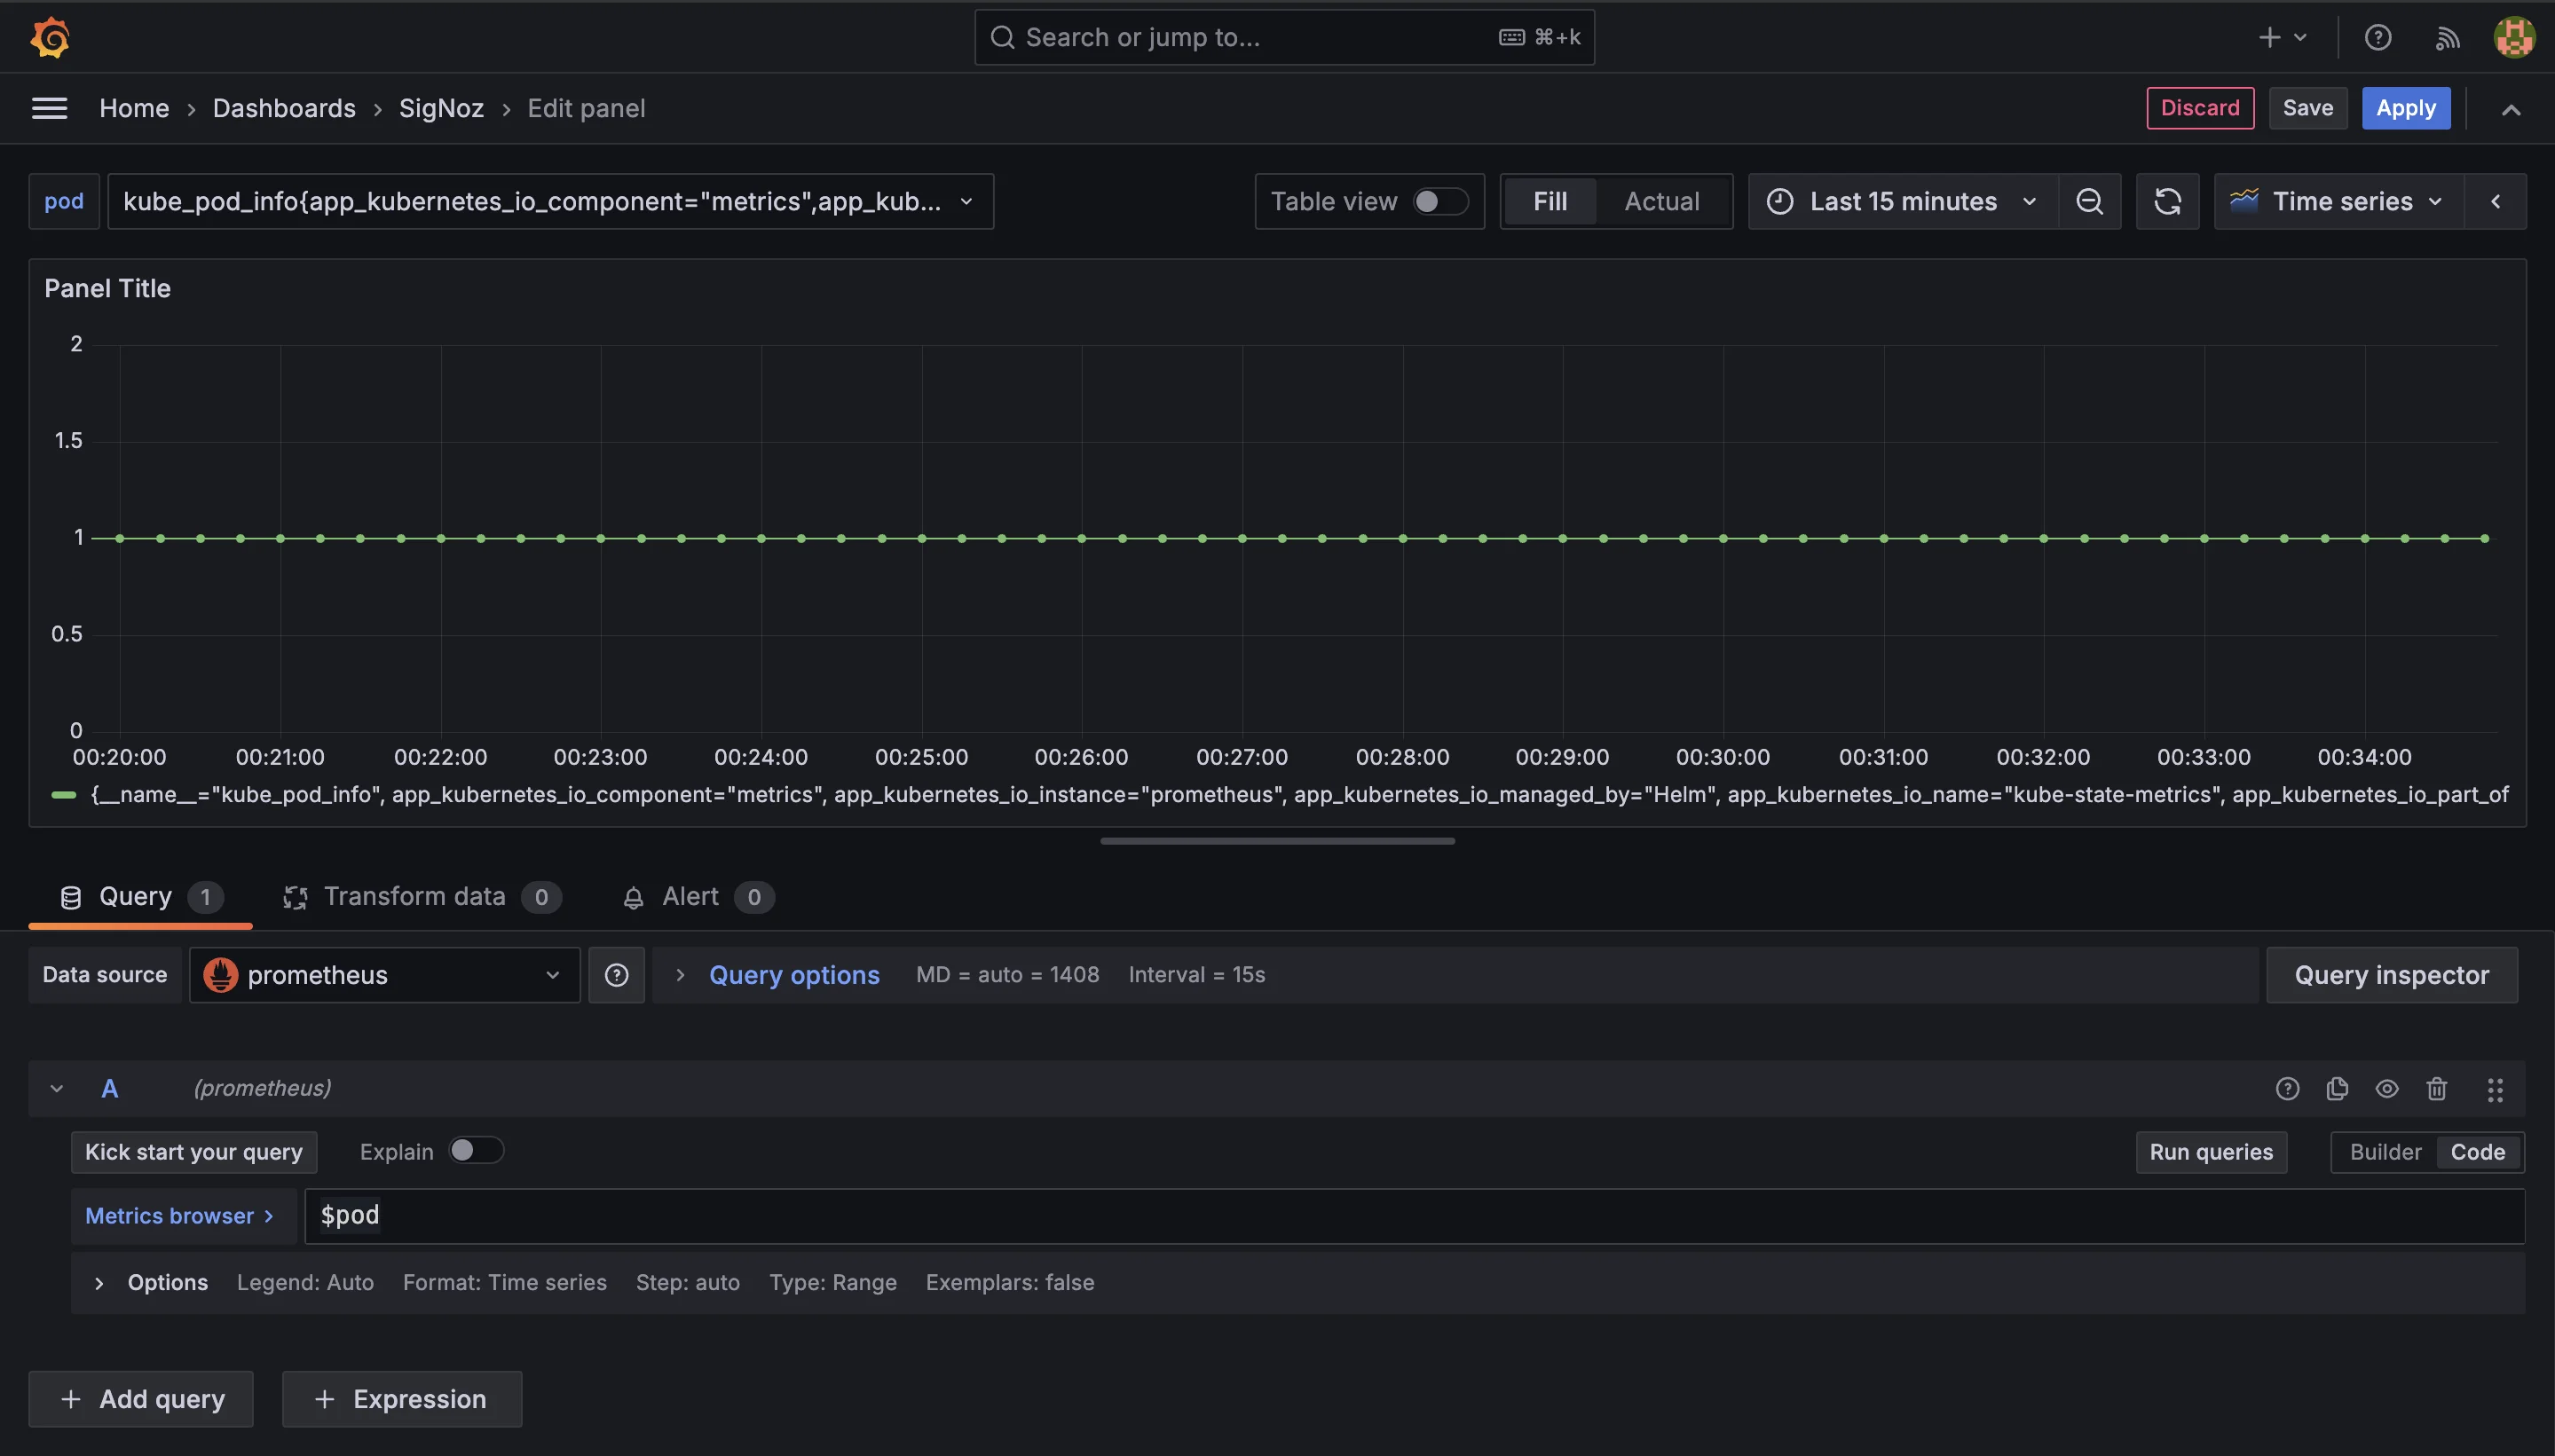 Search or jump to... ⌘+k
Home › Dashboards › SigNoz › Edit panel Discard Save Apply
pod kube_pod_info{app_kubernetes_io_component="metrics",app_kub... Table view Fill Actual Last 15 minutes Time series
Panel Title
2
1.5
1
0.5
0
00:20:00 00:21:00 00:22:00 00:23:00 00:24:00 00:25:00 00:26:00 00:27:00 00:28:00 00:29:00 00:30:00 00:31:00 00:32:00 00:33:00 00:34:00
{__name__="kube_pod_info", app_kubernetes_io_component="metrics", app_kubernetes_io_instance="prometheus", app_kubernetes_io_managed_by="Helm", app_kubernetes_io_name="kube-state-metrics", app_kubernetes_io_part_of
Query 1 Transform data 0 Alert 0
Data source prometheus Query options MD = auto = 1408 Interval = 15s Query inspector
A (prometheus)
Kick start your query Explain Run queries Builder Code
Metrics browser > $pod
Options Legend: Auto Format: Time series Step: auto Type: Range Exemplars: false
+ Add query + Expression